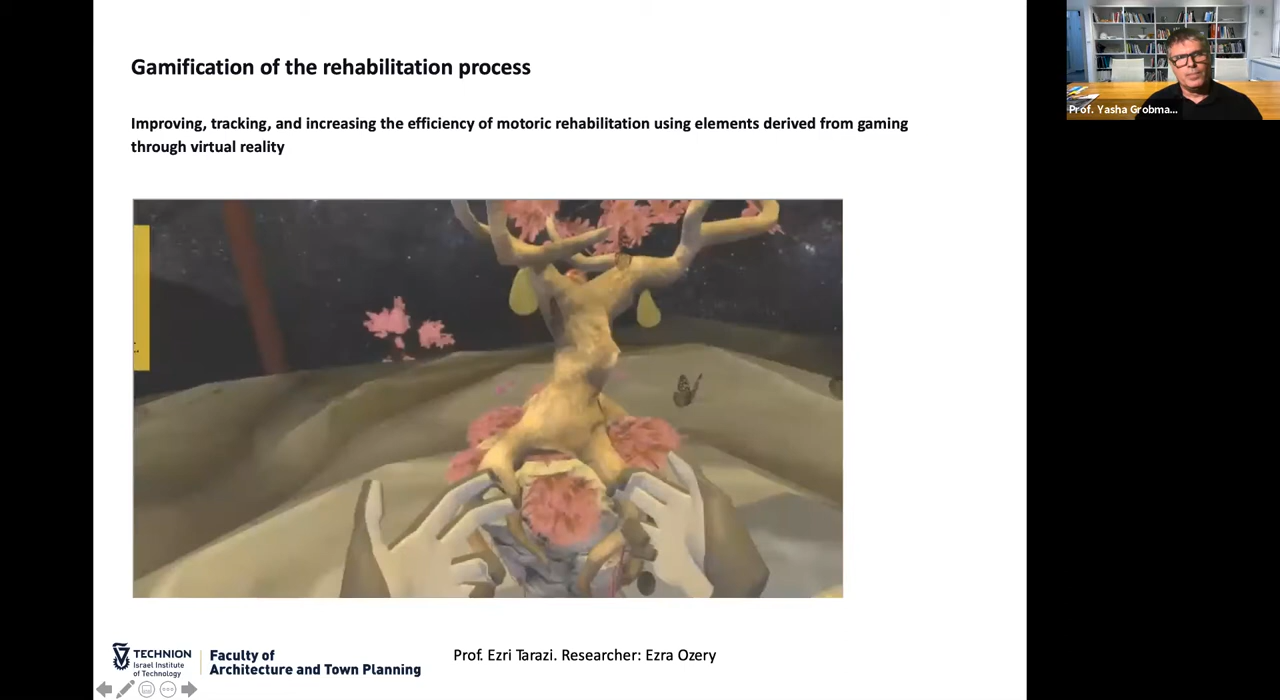 Gamification of the rehabilitation process
Prof. Yasha Grobma...
Improving, tracking, and increasing the efficiency of motoric rehabilitation using elements derived from gaming
through virtual reality
TECHNION
Israel Institute
of Technology
Faculty of
Architecture and Town Planning
Prof. Ezri Tarazi. Researcher: Ezra Ozery